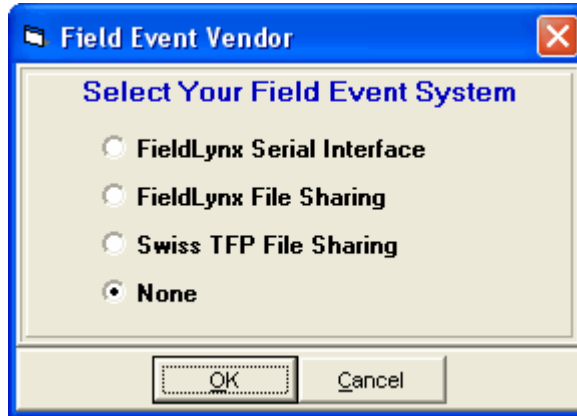 Field Event Vendor
Select Your Field Event System
FieldLynx Serial Interface
FieldLynx File Sharing
Swiss TFP File Sharing
None
OK Cancel